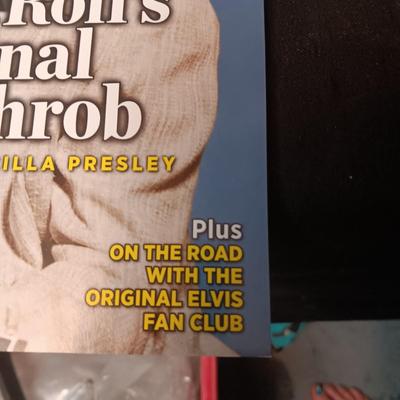 Roll's
nal
hrob
ILLA PRESLEY
Plus
ON THE ROAD
WITH THE
ORIGINAL ELVIS
FAN CLUB